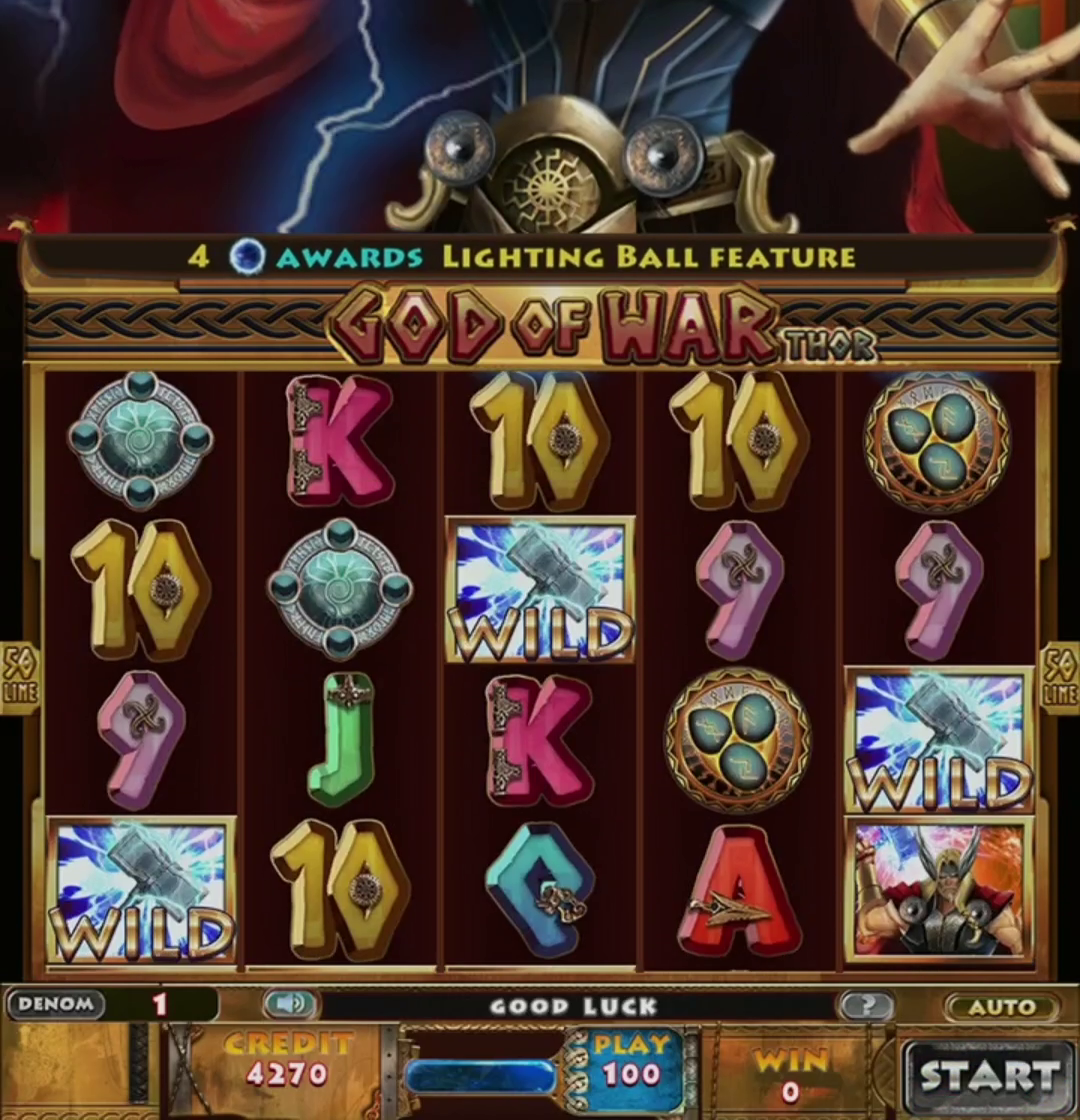 4 AWARDS LIGHTING BALL FEATURE
GOD OF WAR THOR
K 10 10
10 WILD 9 9
50 LINE
50 LINE
9 J K WILD
WILD 10 Q A
DENOM 1 GOOD LUCK ? AUTO
CREDIT PLAY WIN START
4270 100 0